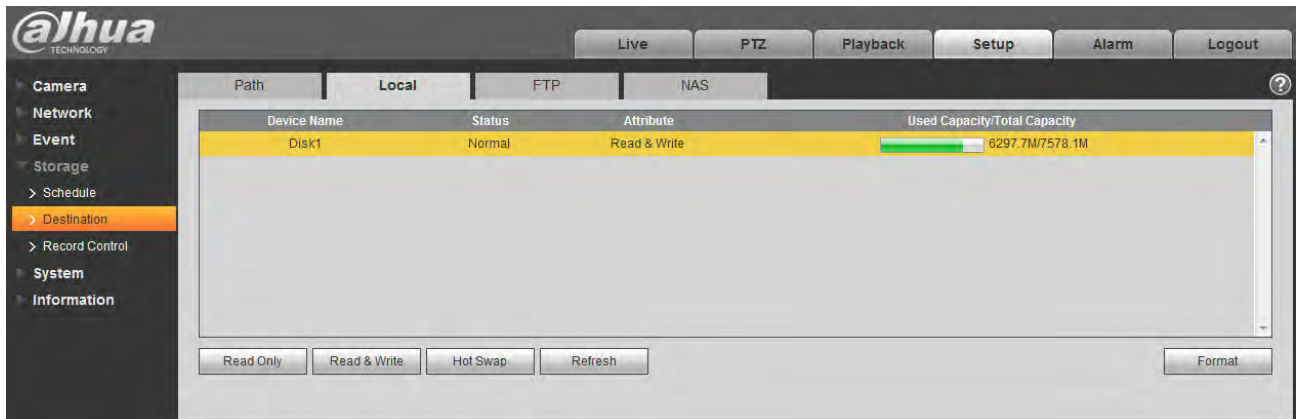 alhua
TECHNOLOGY
Live PTZ Playback Setup Alarm Logout
Camera
Network
Event
Storage
> Schedule
> Destination
> Record Control
System
Information
Path Local FTP NAS ?
Device Name Status Attribute Used Capacity/Total Capacity
Disk1 Normal Read & Write 6297.7M/7578.1M
Read Only Read & Write Hot Swap Refresh Format